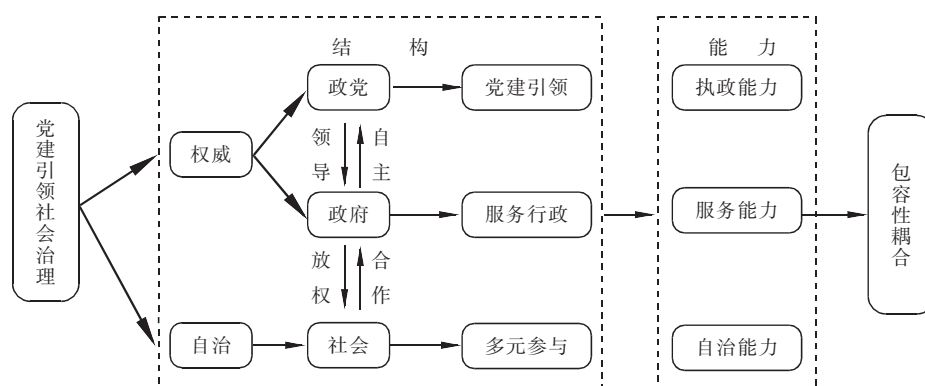 党建引领社会治理
结构
权威
政党
党建引领
领导
自主
政府
服务行政
放权
合作
自治
社会
多元参与
能力
执政能力
服务能力
自治能力
包容性耦合